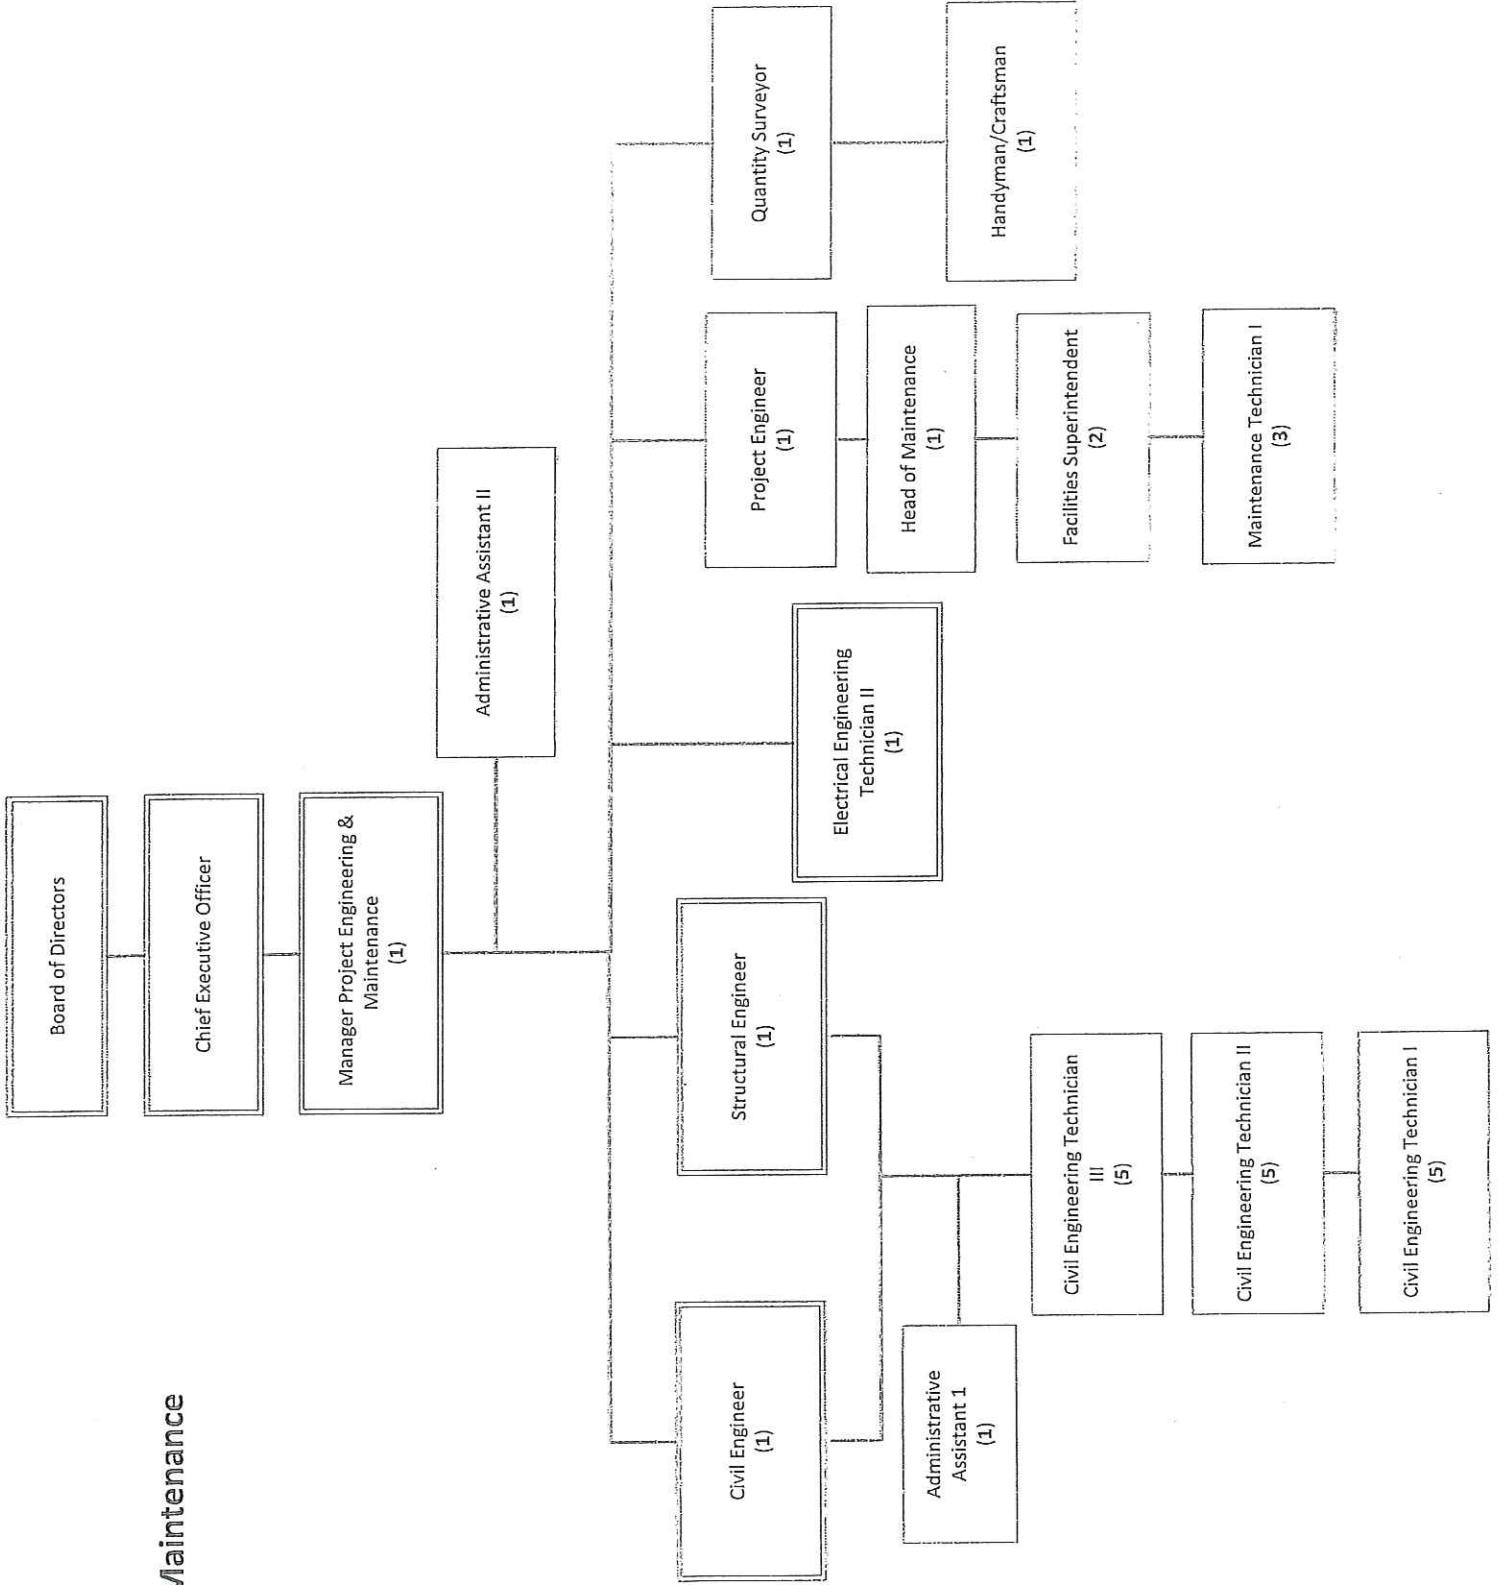 Maintenance
Board of Directors
Chief Executive Officer
Manager Project Engineering &
Maintenance
(1)
Administrative Assistant II
(1)
Civil Engineer
(1)
Structural Engineer
(1)
Electrical Engineering
Technician II
(1)
Project Engineer
(1)
Quantity Surveyor
(1)
Head of Maintenance
(1)
Handyman/Craftsman
(1)
Administrative
Assistant 1
(1)
Facilities Superintendent
(2)
Civil Engineering Technician
III
(5)
Maintenance Technician I
(3)
Civil Engineering Technician II
(5)
Civil Engineering Technician I
(5)